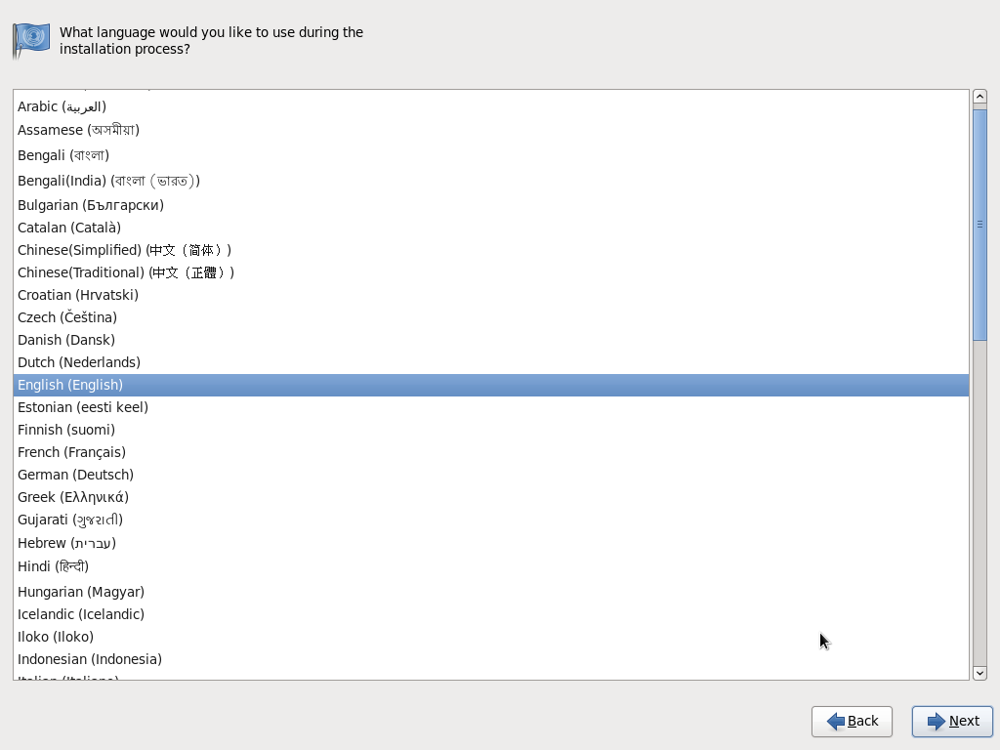 What language would you like to use during the
installation process?
Arabic (العربية)
Assamese (অসমীয়া)
Bengali (বাংলা)
Bengali(India) (বাংলা (ভারত))
Bulgarian (Български)
Catalan (Català)
Chinese(Simplified) (中文（简体）)
Chinese(Traditional) (中文（正體）)
Croatian (Hrvatski)
Czech (Čeština)
Danish (Dansk)
Dutch (Nederlands)
English (English)
Estonian (eesti keel)
Finnish (suomi)
French (Français)
German (Deutsch)
Greek (Ελληνικά)
Gujarati (ગુજરાતી)
Hebrew (עברית)
Hindi (हिन्दी)
Hungarian (Magyar)
Icelandic (Icelandic)
Iloko (Iloko)
Indonesian (Indonesia)
Italian (Italiano)
Back
Next